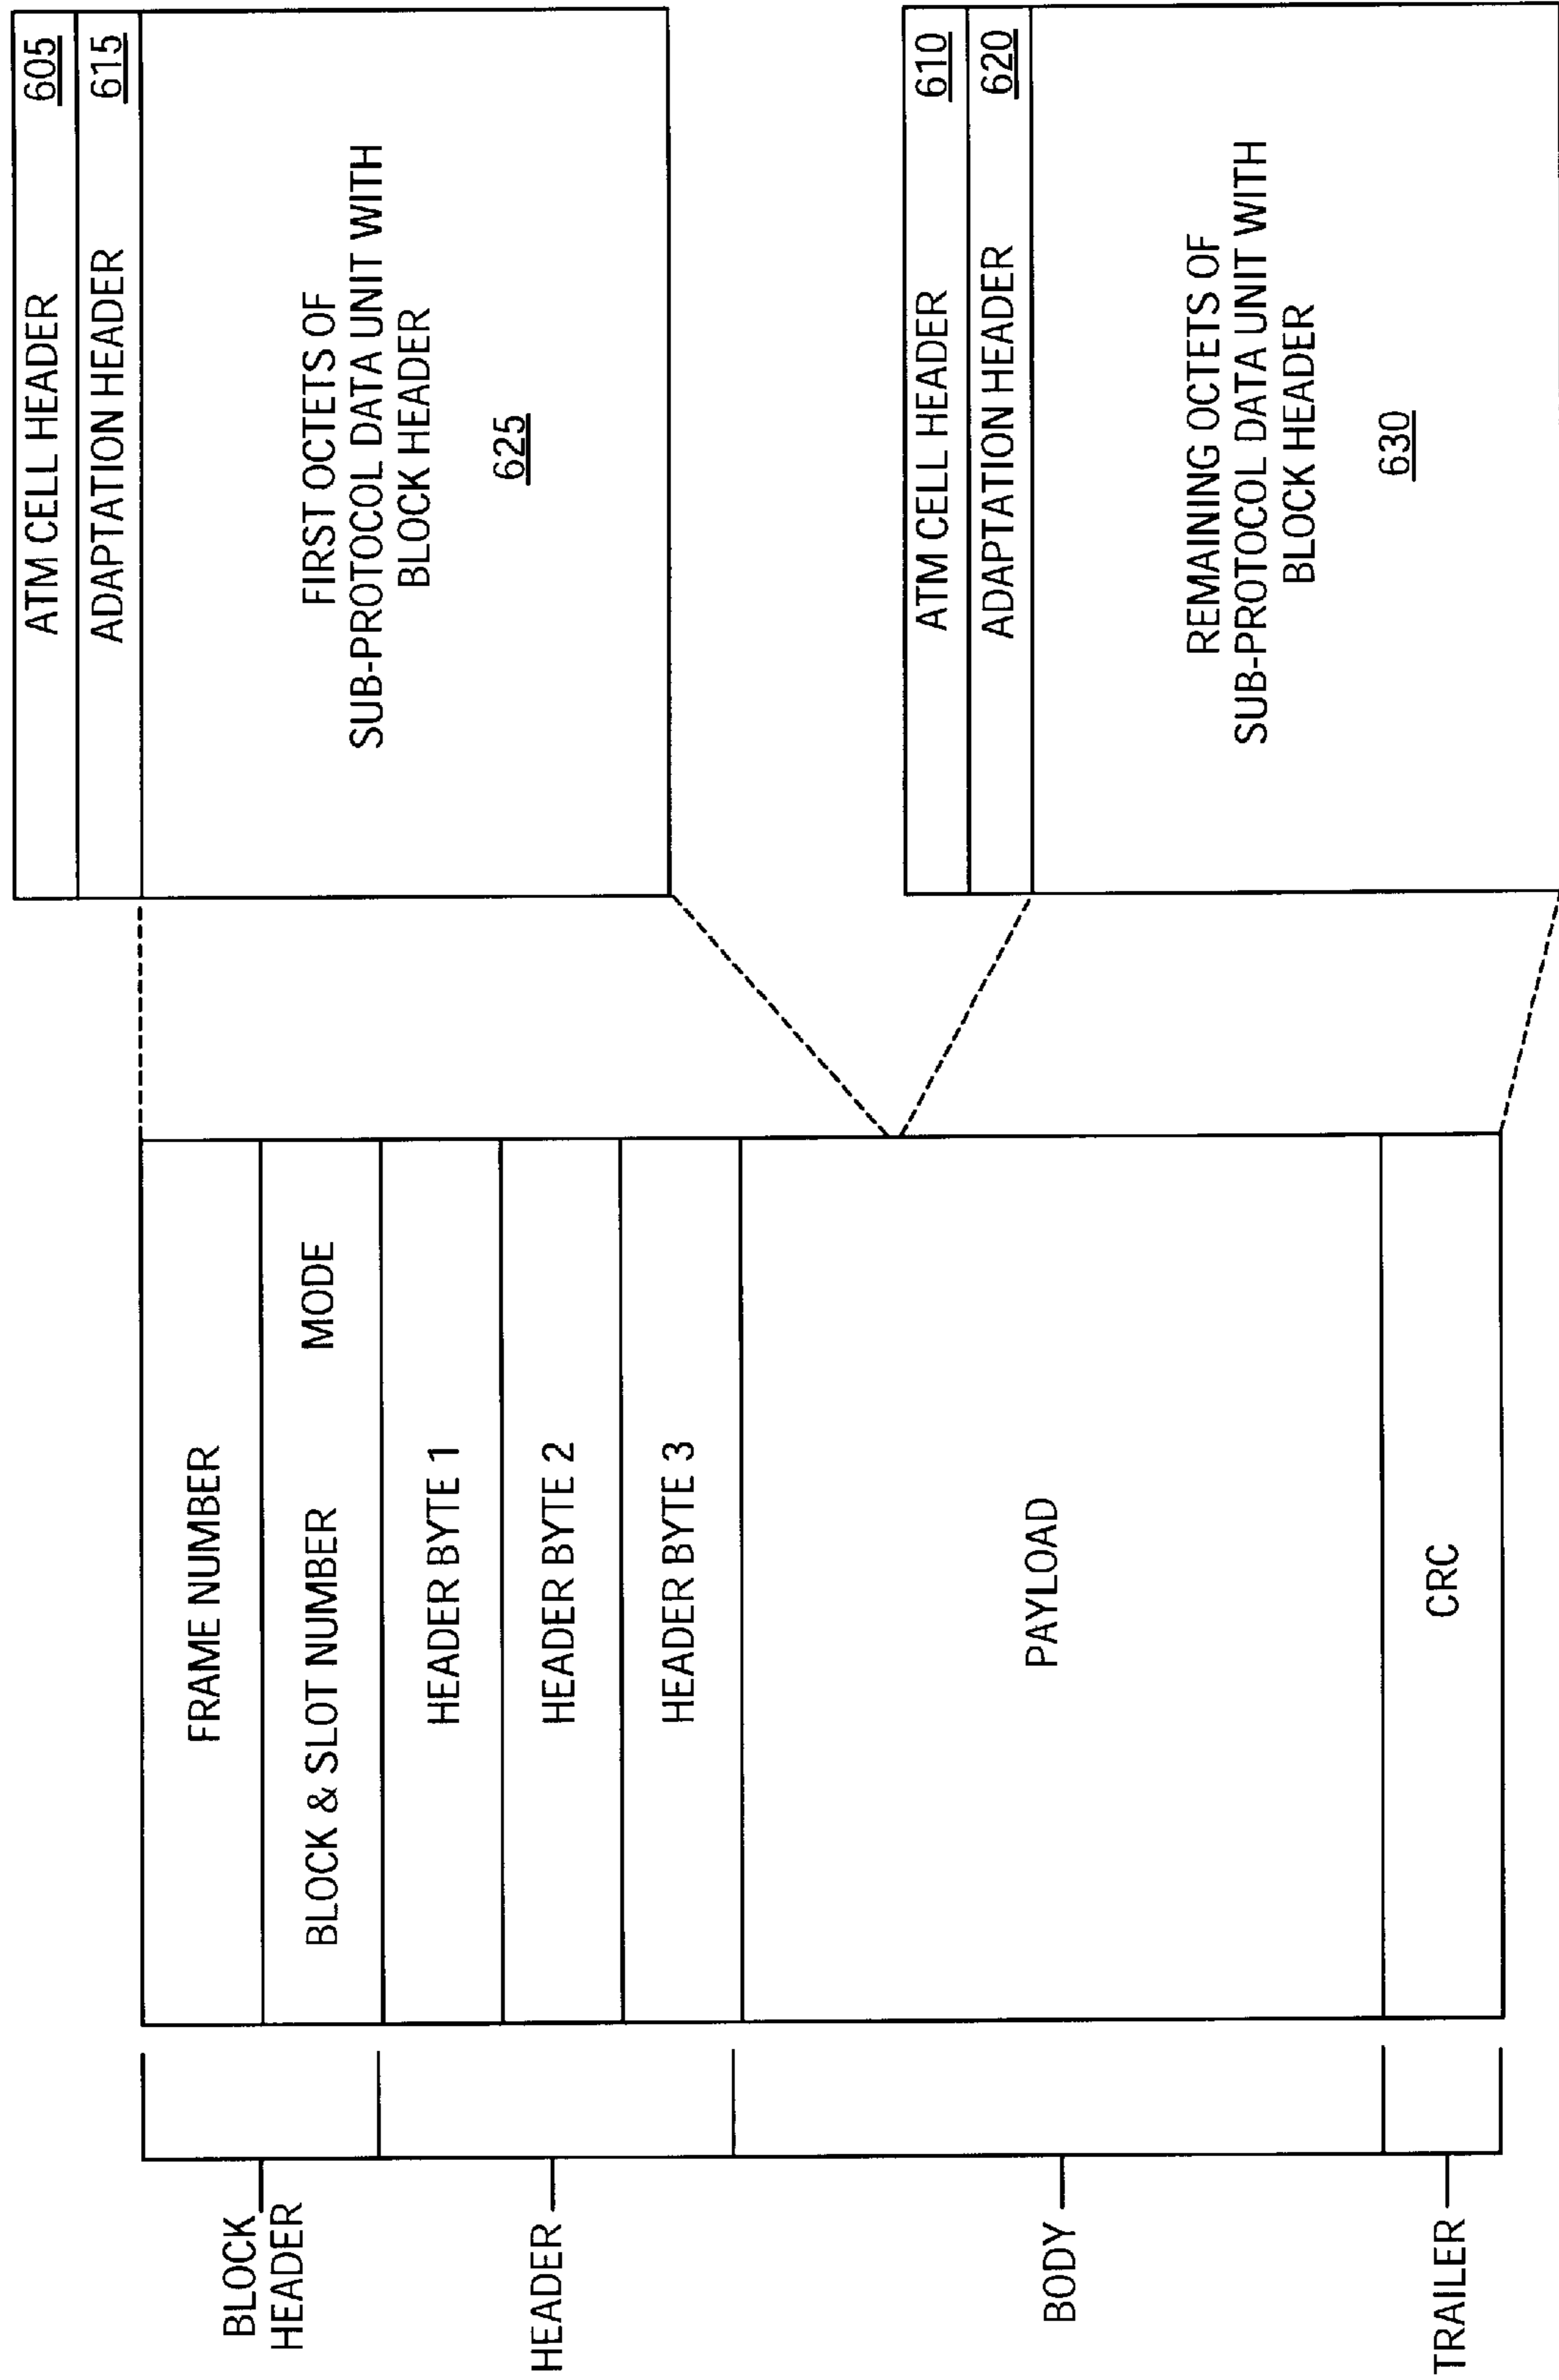 BLOCK
HEADER
HEADER
BODY
TRAILER
FRAME NUMBER
BLOCK & SLOT NUMBER MODE
HEADER BYTE 1
HEADER BYTE 2
HEADER BYTE 3
PAYLOAD
CRC
ATM CELL HEADER 605
ADAPTATION HEADER 615
FIRST OCTETS OF
SUB-PROTOCOL DATA UNIT WITH
BLOCK HEADER
625
ATM CELL HEADER 610
ADAPTATION HEADER 620
REMAINING OCTETS OF
SUB-PROTOCOL DATA UNIT WITH
BLOCK HEADER
630